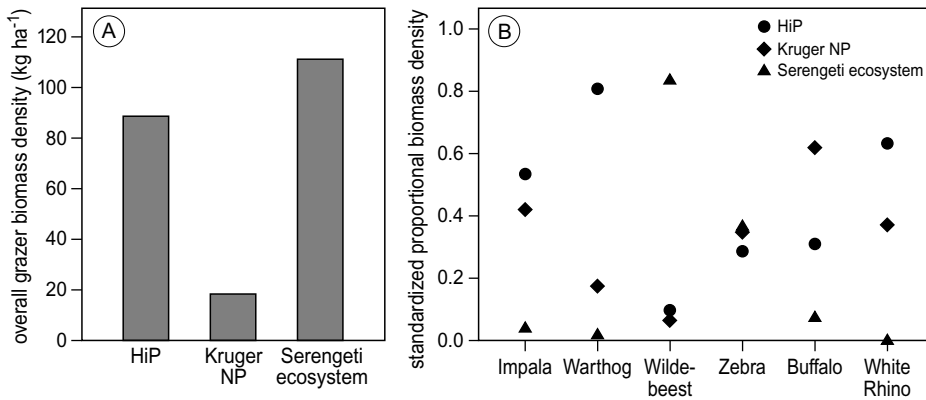 A
overall grazer biomass density (kg ha⁻¹)
120
100
80
60
40
20
0
HiP
Kruger
NP
Serengeti
ecosystem
B
standardized proportional biomass density
1.0
0.8
0.6
0.4
0.2
0.0
HiP
Kruger NP
Serengeti ecosystem
Impala
Warthog
Wilde-
beest
Zebra
Buffalo
White
Rhino